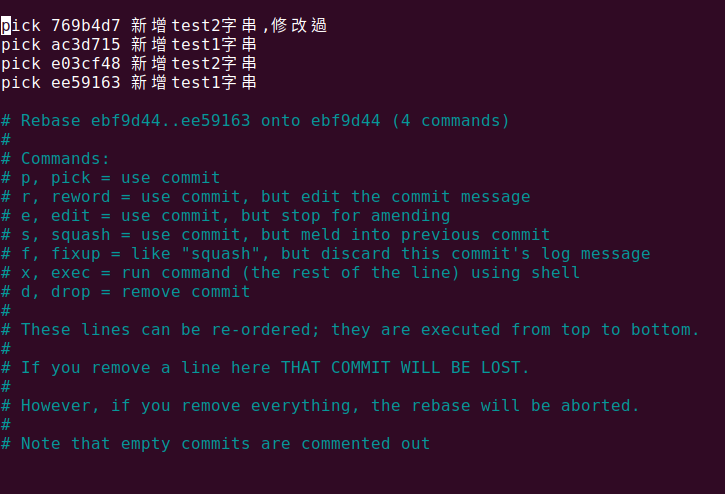 pick 769b4d7 新增test2字串,修改過
pick ac3d715 新增test1字串
pick e03cf48 新增test2字串
pick ee59163 新增test1字串
# Rebase ebf9d44..ee59163 onto ebf9d44 (4 commands)
#
# Commands:
# p, pick = use commit
# r, reword = use commit, but edit the commit message
# e, edit = use commit, but stop for amending
# s, squash = use commit, but meld into previous commit
# f, fixup = like "squash", but discard this commit's log message
# x, exec = run command (the rest of the line) using shell
# d, drop = remove commit
#
# These lines can be re-ordered; they are executed from top to bottom.
#
# If you remove a line here THAT COMMIT WILL BE LOST.
#
# However, if you remove everything, the rebase will be aborted.
#
# Note that empty commits are commented out